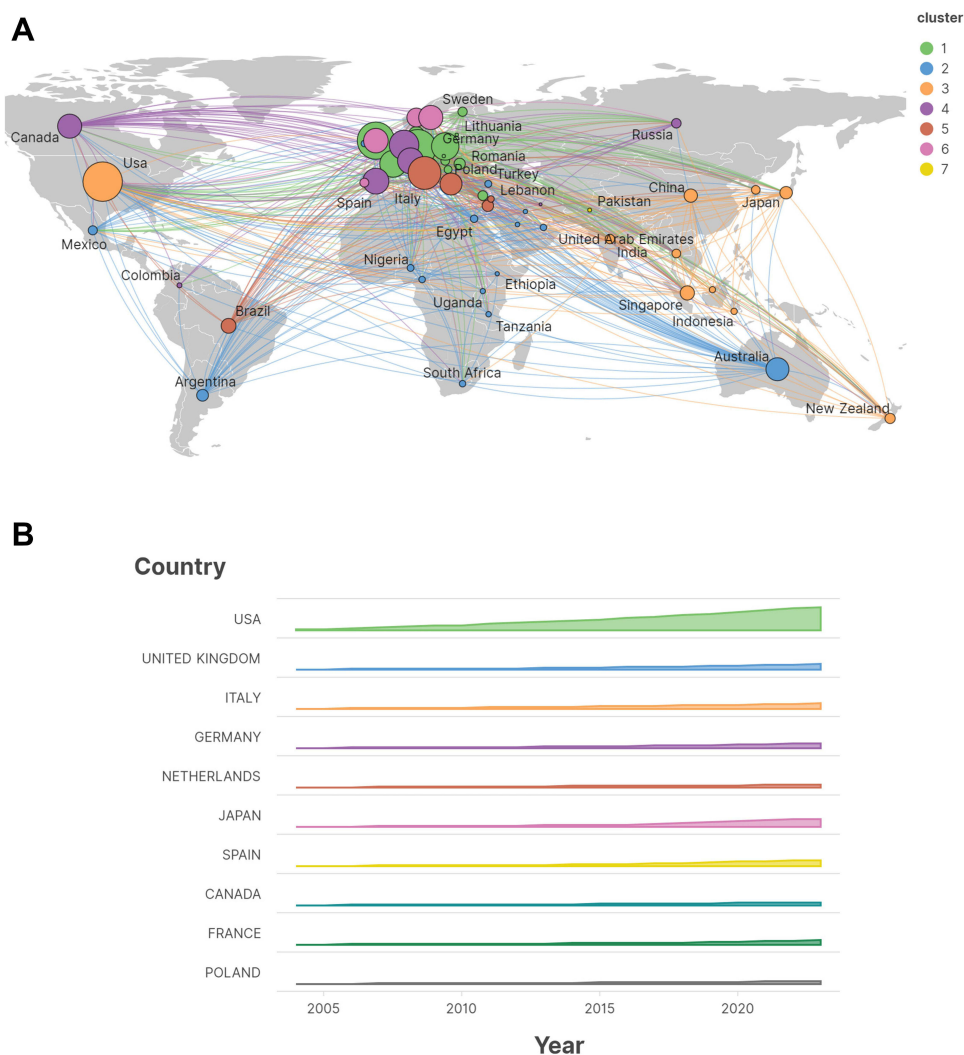 A
cluster
1
2
3
4
5
6
7
Sweden
Lithuania
Germany
Canada
Russia
Usa
Romania
Poland
Turkey
China
Lebanon
Spain
Italy
Pakistan
Japan
Mexico
Egypt
United Arab Emirates
India
Nigeria
Colombia
Ethiopia
Uganda
Singapore
Brazil
Indonesia
Tanzania
Australia
South Africa
Argentina
New Zealand
B
Country
USA
UNITED KINGDOM
ITALY
GERMANY
NETHERLANDS
JAPAN
SPAIN
CANADA
FRANCE
POLAND
2005 2010 2015 2020
Year